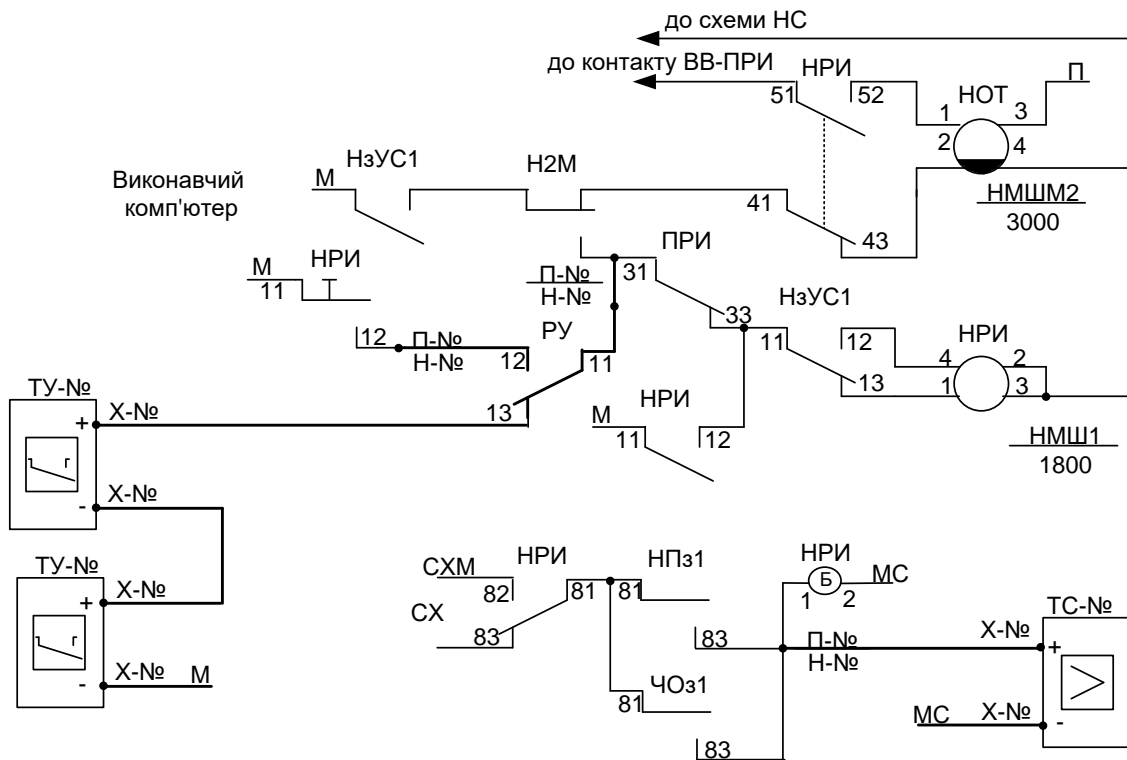 до схеми НС
до контакту ВВ-ПРИ
НРИ
51
52
НОТ
П
1
3
2
4
НМШМ2
3000
Виконавчий
комп'ютер
М
НзУС1
Н2М
41
43
М
11
НРИ
12
П-№
Н-№
П-№
Н-№
31
ПРИ
33
РУ
12
11
13
НзУС1
11
12
13
НРИ
4
2
1
3
НМШ1
1800
М
НРИ
11
12
ТУ-№
Х-№
+
Х-№
-
ТУ-№
Х-№
+
Х-№
М
-
СХМ
82
НРИ
81
НПз1
81
СХ
83
83
ЧОз1
81
83
НРИ
Б
1
2
МС
П-№
Н-№
Х-№
ТС-№
+
МС
Х-№
-